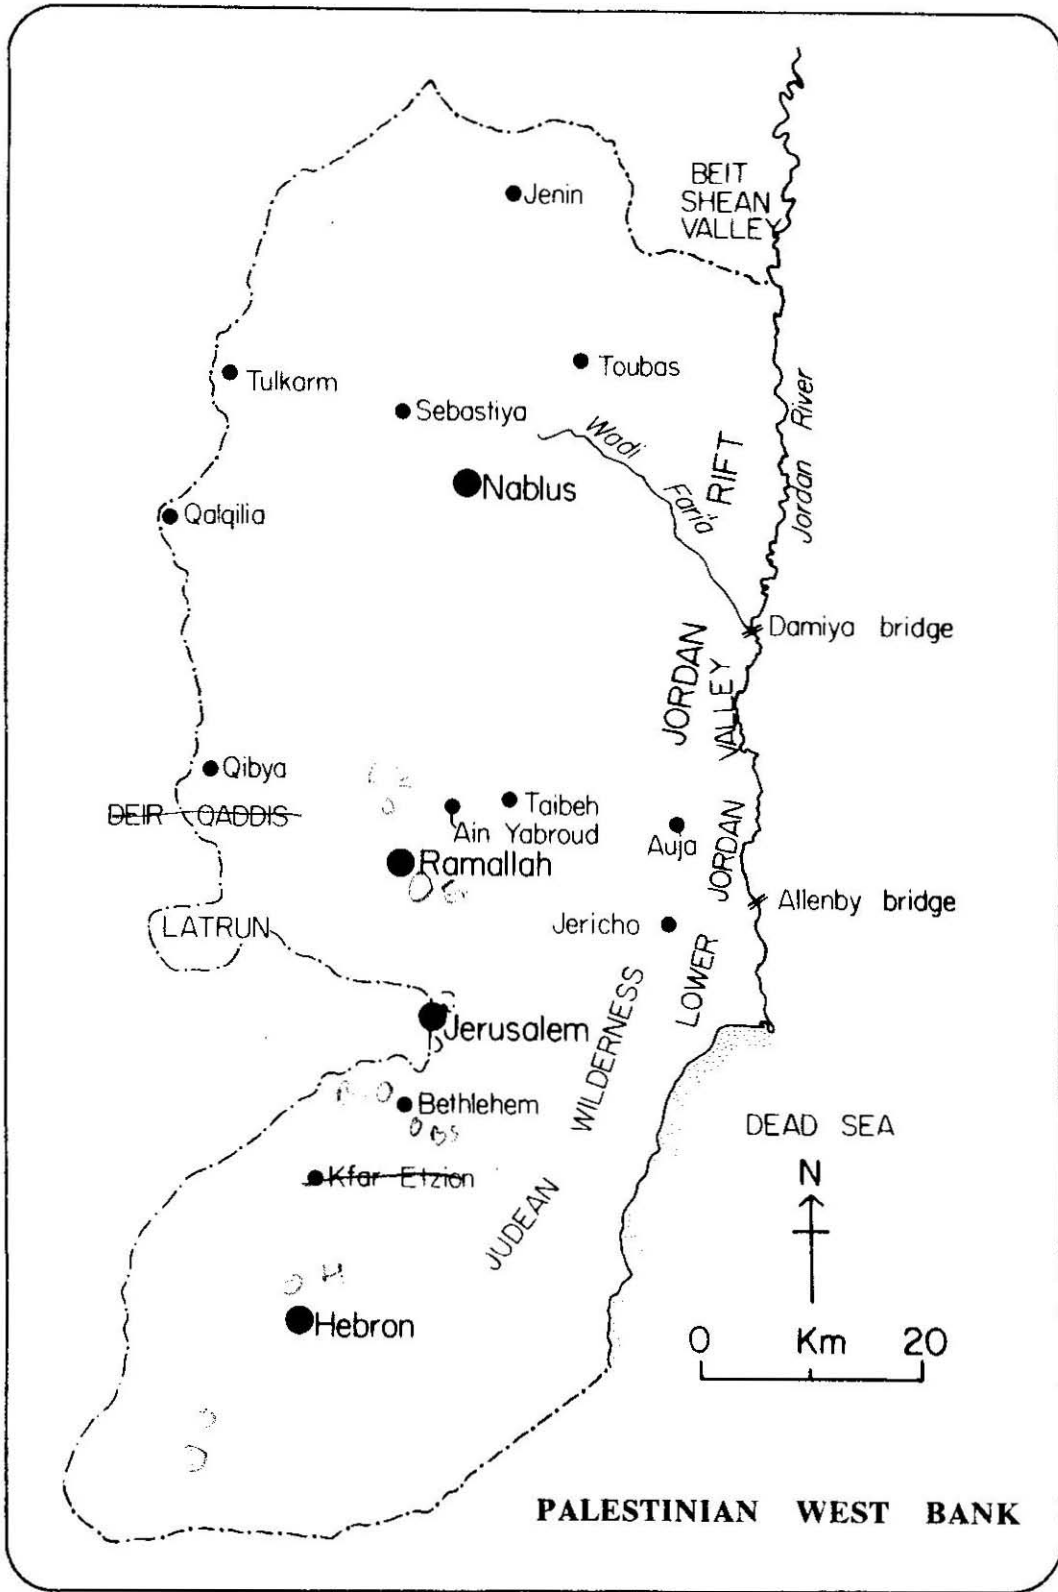 BEIT
SHEAN
VALLEY
Jenin
Toubas
Tulkarm
Sebastiya
Wadi Faria
RIFT
Jordan River
Nablus
Qalqilia
Damiya bridge
JORDAN
VALLEY
Qibya
DEIR QADDIS
Taibeh
Ain Yabroud
Auja
Ramallah
LOWER JORDAN
Allenby bridge
Jericho
LATRUN
Jerusalem
JUDEAN WILDERNESS
Bethlehem
DEAD SEA
Kfar Etzion
N
H
Hebron
0 Km 20
PALESTINIAN WEST BANK